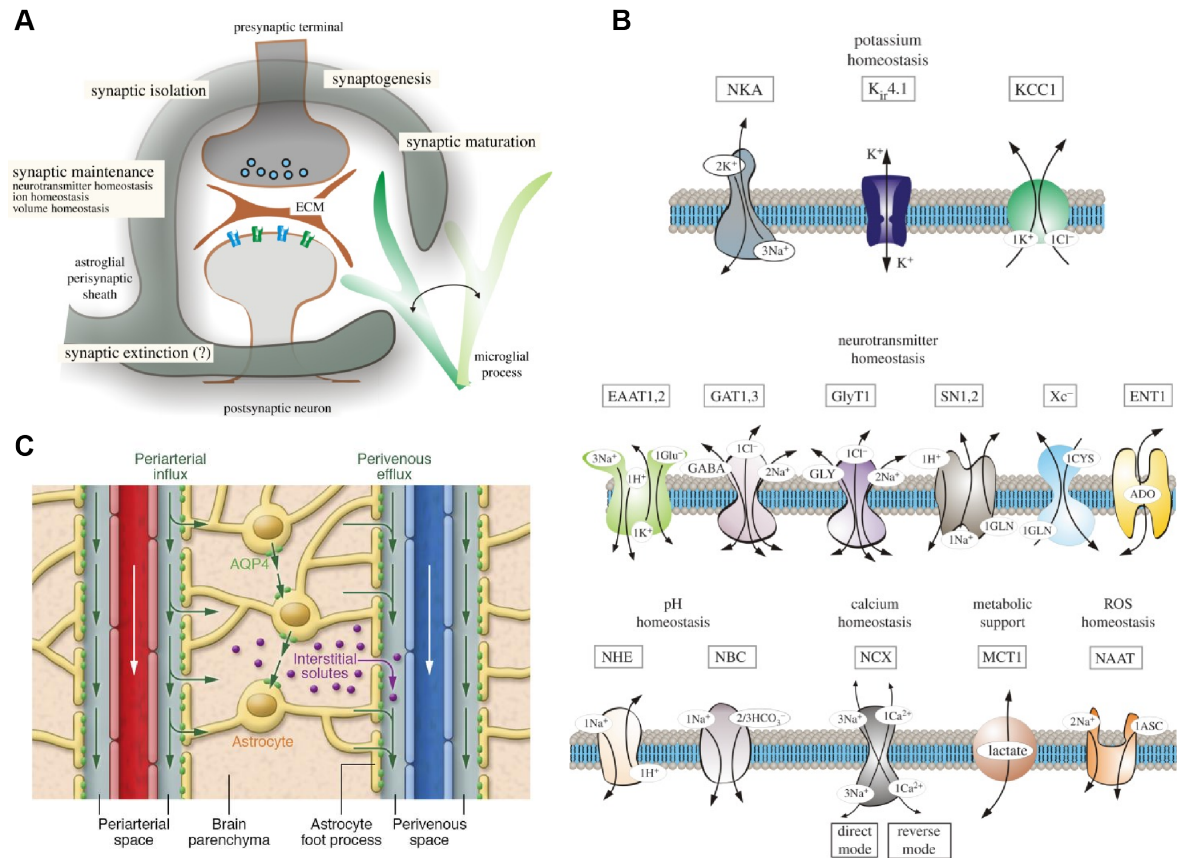 A
presynaptic terminal
synaptogenesis
synaptic isolation
synaptic maturation
synaptic maintenance
neurotransmitter homeostasis
ion homeostasis
volume homeostasis
ECM
astroglial
perisynaptic
sheath
synaptic extinction (?)
microglial
process
postsynaptic neuron
B
potassium
homeostasis
NKA
Kir4.1
KCC1
2K+
3Na+
K+
K+
1K+
1Cl−
neurotransmitter
homeostasis
EAAT1,2
GAT1,3
GlyT1
SN1,2
Xc−
ENT1
3Na+
1Glu−
1H+
1K+
GABA
1Cl−
2Na+
GLY
1Cl−
2Na+
1H+
1Na+
1GLN
1CYS
1GLN
ADO
pH
homeostasis
calcium
homeostasis
metabolic
support
ROS
homeostasis
NHE
NBC
NCX
MCT1
NAAT
1Na+
1H+
1Na+
2/3HCO3−
3Na+
1Ca2+
3Na+
1Ca2+
lactate
2Na+
1ASC
direct
mode
reverse
mode
C
Periarterial
influx
Perivenous
efflux
AQP4
Interstitial
solutes
Astrocyte
Periarterial
space
Brain
parenchyma
Astrocyte
foot process
Perivenous
space